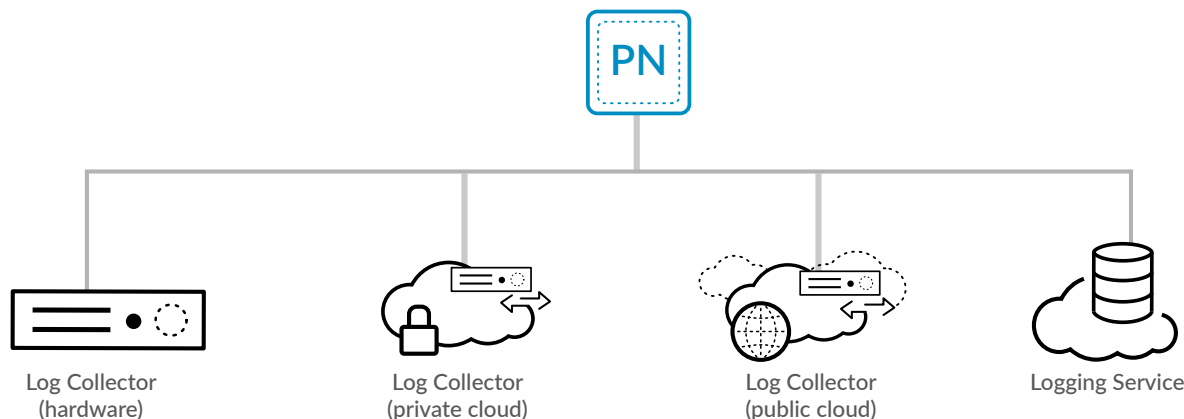 PN
Log Collector
(hardware)
Log Collector
(private cloud)
Log Collector
(public cloud)
Logging Service